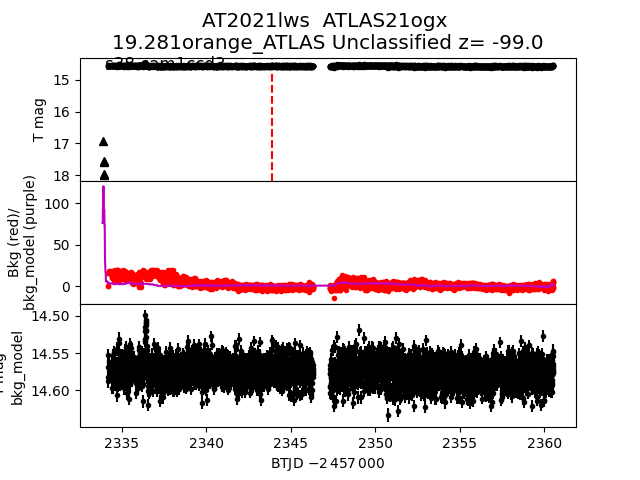 AT2021lws ATLAS21ogx
19.281orange_ATLAS Unclassified z= -99.0
15
16
17
18
T mag
100
50
0
Bkg (red)/
bkg_model (purple)
14.50
14.55
14.60
bkg_model
2335
2340
2345
2350
2355
2360
BTJD −2 457 000